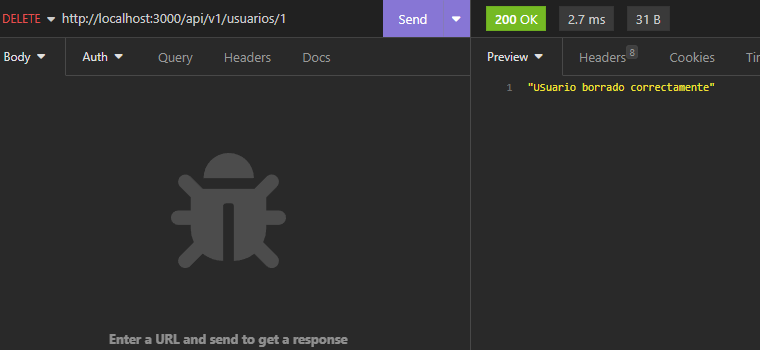 DELETE http://localhost:3000/api/v1/usuarios/1 Send 200 OK 2.7 ms 31 B
Body Auth Query Headers Docs Preview Headers 8 Cookies
1 "USuario borrado correctamente"
Enter a URL and send to get a response